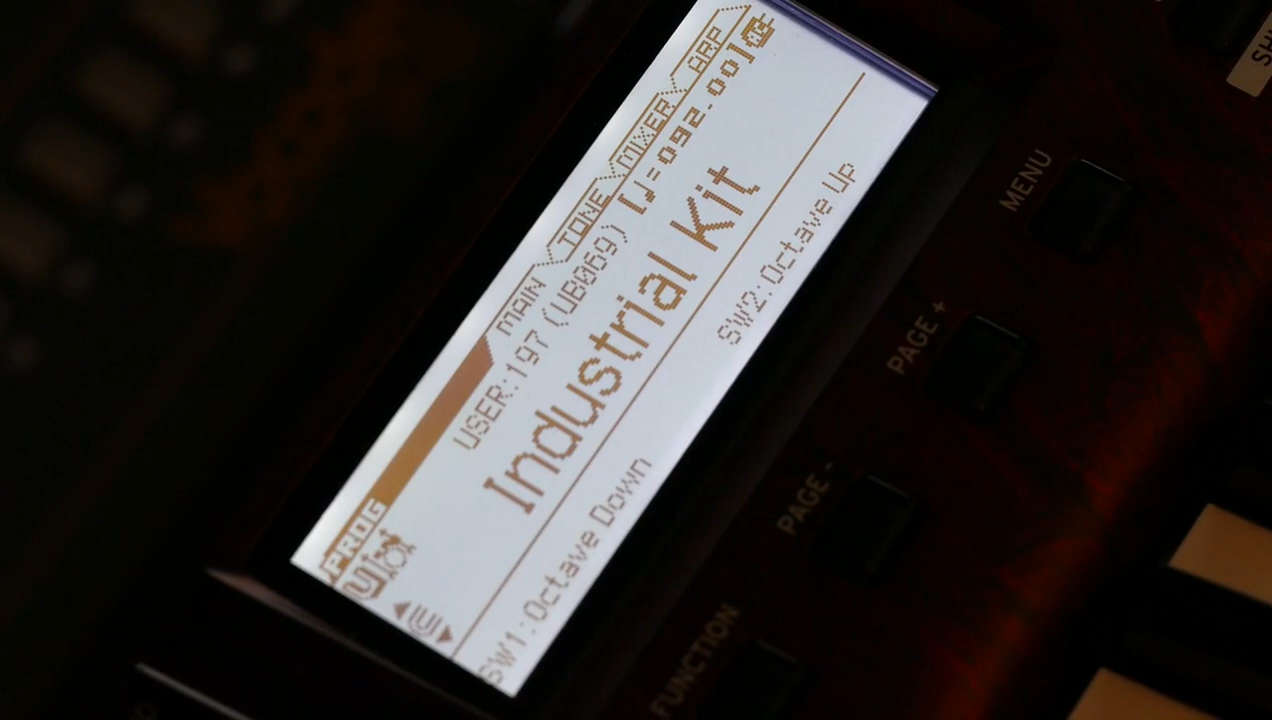 PROG MAIN TONE MIXER ARP
U USER:197 (UB069) [♩=092.00]
Industrial Kit
SW1:Octave Down SW2:Octave Up
MENU
PAGE +
PAGE -
FUNCTION